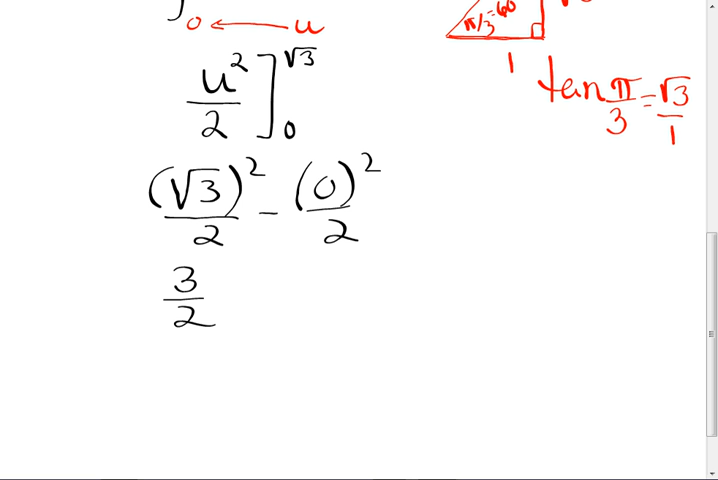 ∫₀ ← u
π/3=60
1
u²/2]₀^√3
tan π/3 = √3/1
(√3)²/2 - (0)²/2
3/2